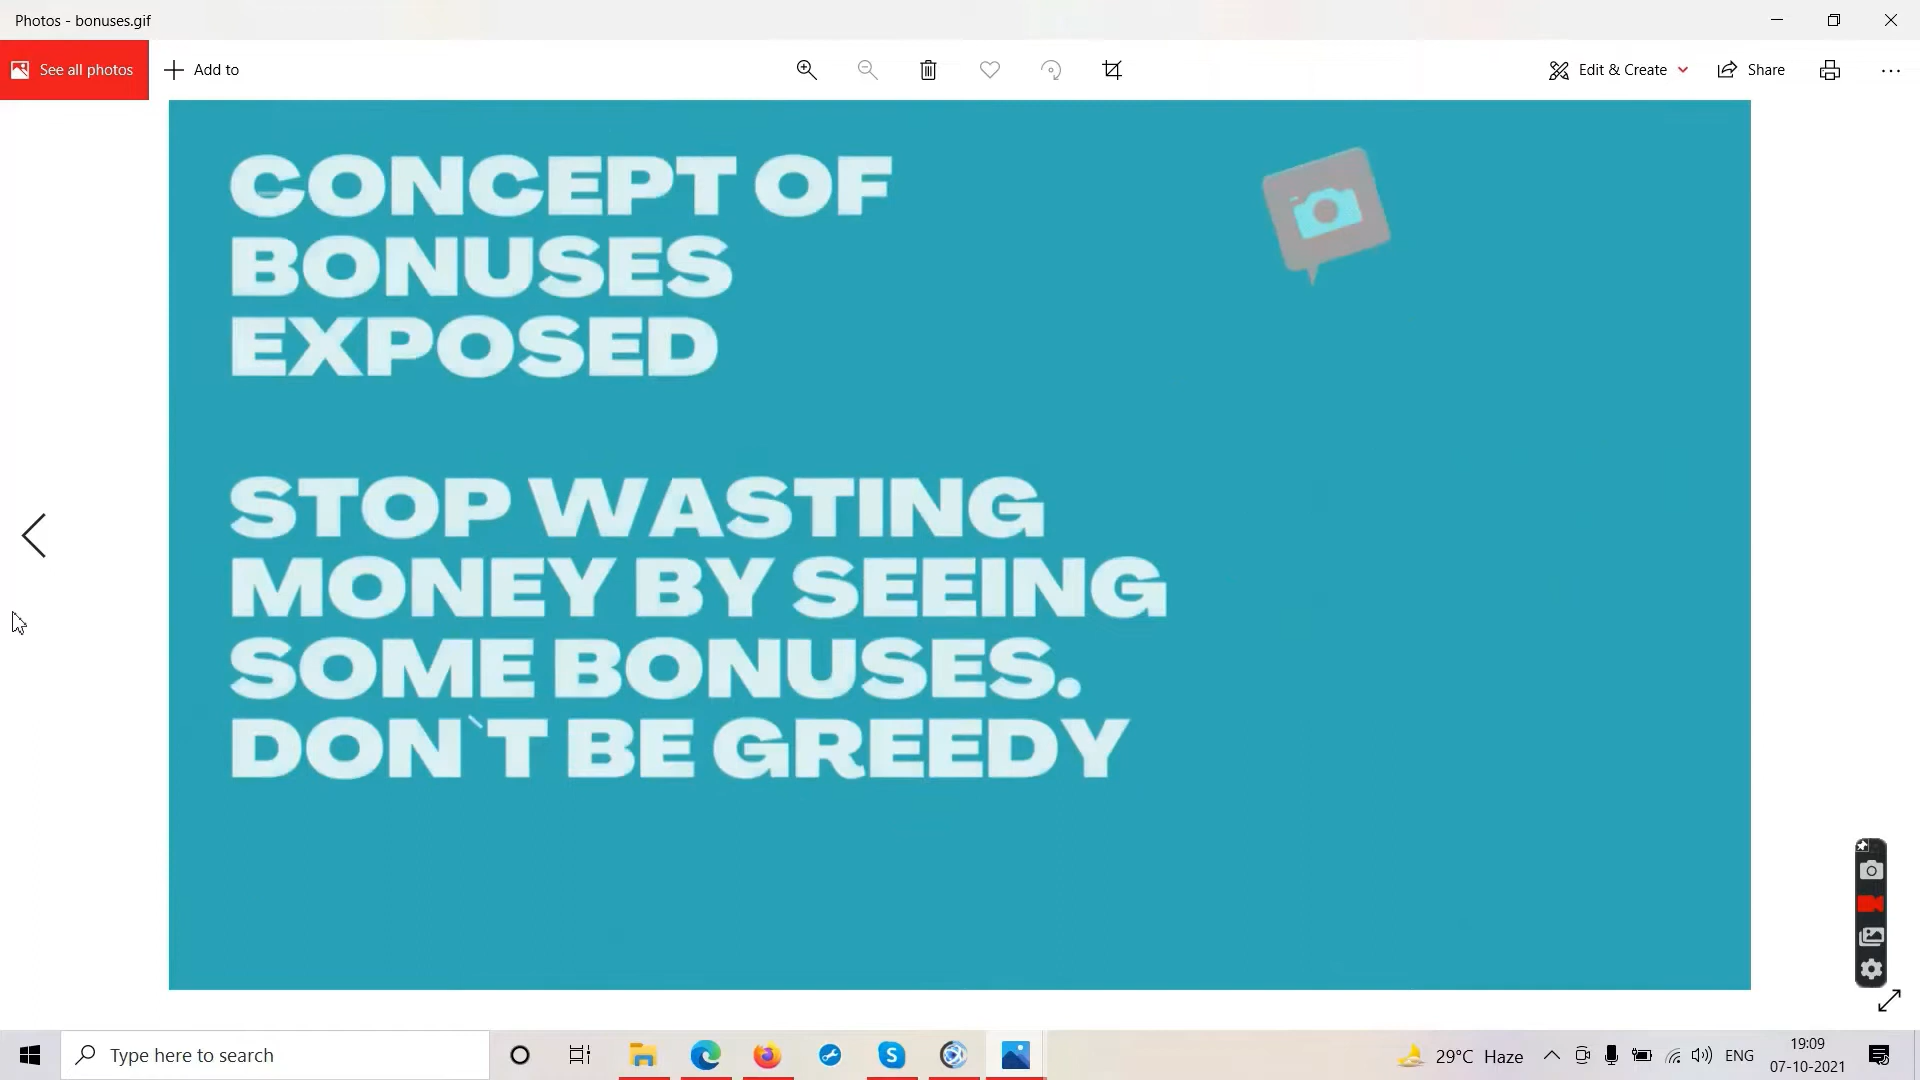 Photos - bonuses.gif
See all photos
Add to
Edit & Create
Share
CONCEPT OF
BONUSES
EXPOSED
STOP WASTING
MONEY BY SEEING
SOME BONUSES.
DON`T BE GREEDY
Type here to search
29°C Haze
ENG
19:09
07-10-2021